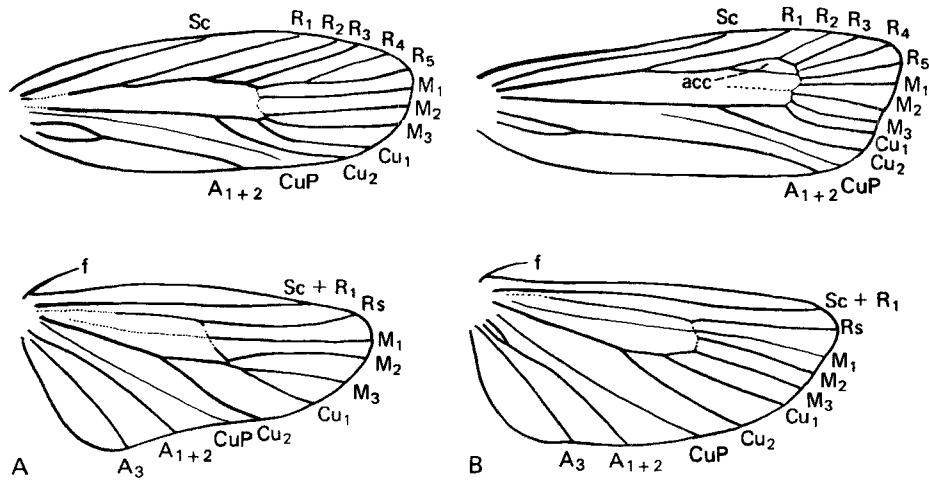 Sc R₁ R₂ R₃ R₄ R₅ M₁ M₂ M₃ Cu₁ Cu₂ CuP A₁₊₂
Sc R₁ R₂ R₃ R₄ R₅ acc M₁ M₂ M₃ Cu₁ Cu₂ CuP A₁₊₂
f Sc + R₁ Rs M₁ M₂ M₃ Cu₁ Cu₂ CuP A₁₊₂ A₃
A
f Sc + R₁ Rs M₁ M₂ M₃ Cu₁ Cu₂ CuP A₁₊₂ A₃
B